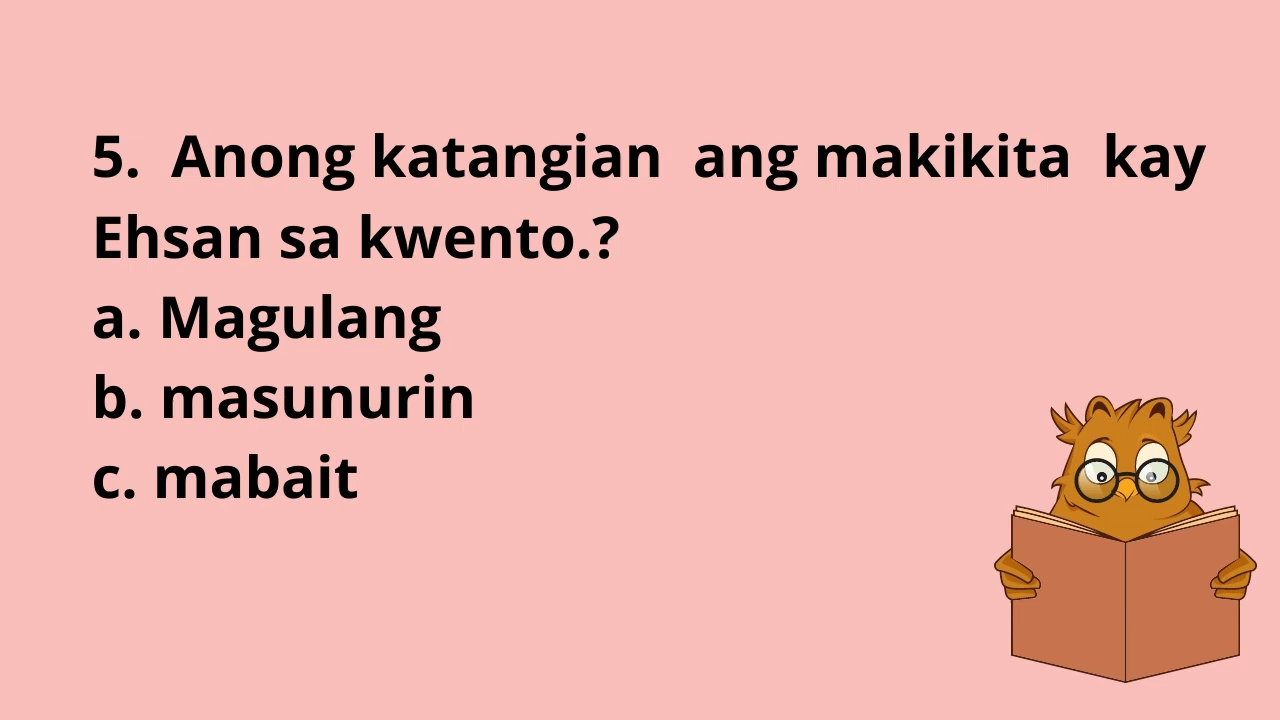 5. Anong katangian ang makikita kay
Ehsan sa kwento.?
a. Magulang
b. masunurin
c. mabait